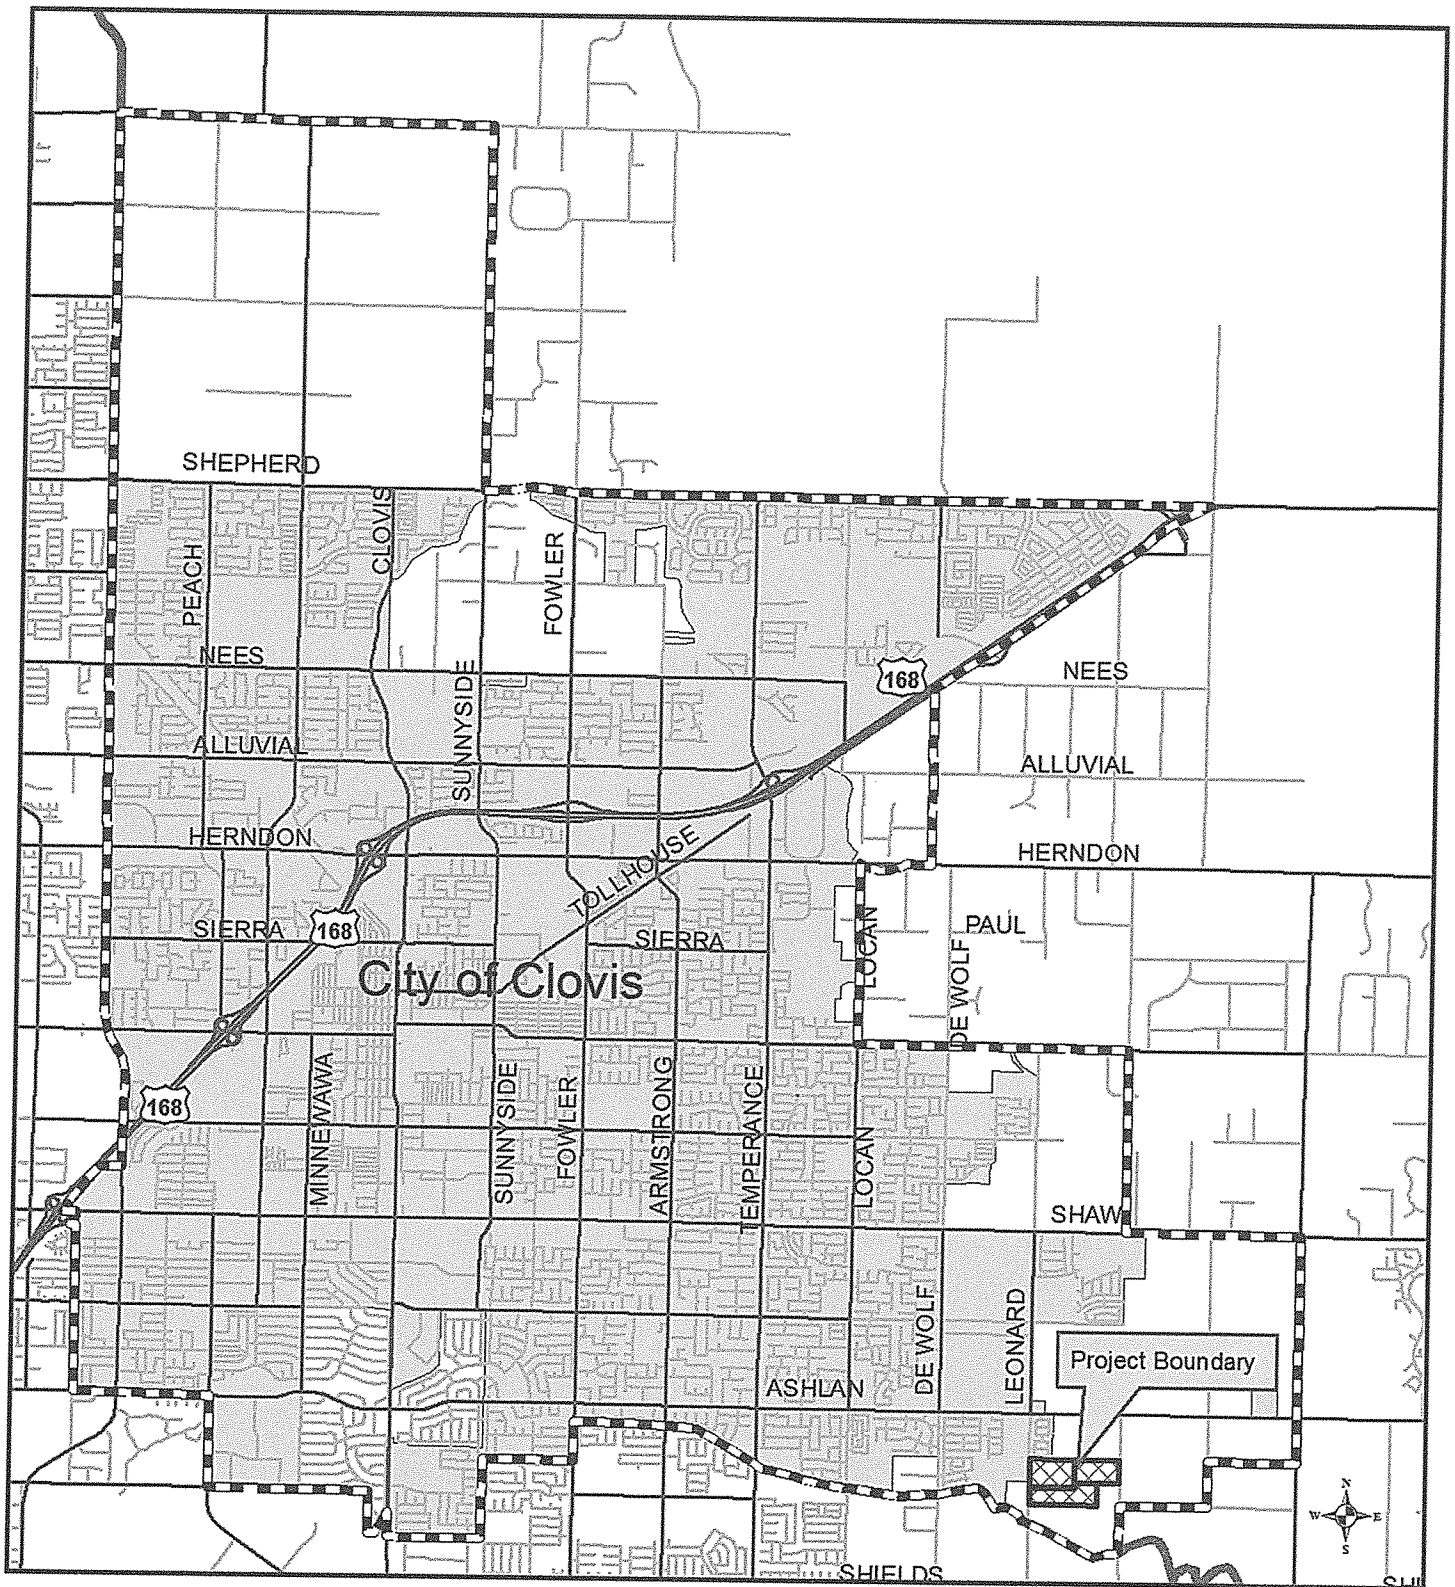 SHEPHERD
CLOVIS
PEACH
FOWLER
NEES
SUNNYSIDE
168
NEES
ALLUVIAL
ALLUVIAL
HERNDON
TOLLHOUSE
HERNDON
SIERRA
168
SIERRA
LOCAN
PAUL
DE WOLF
City of Clovis
168
MINNEWAWA
SUNNYSIDE
FOWLER
ARMSTRONG
TEMPERANCE
LOCAN
SHAW
DE WOLF
LEONARD
Project Boundary
ASHLAN
N
W E
S
SHIELDS